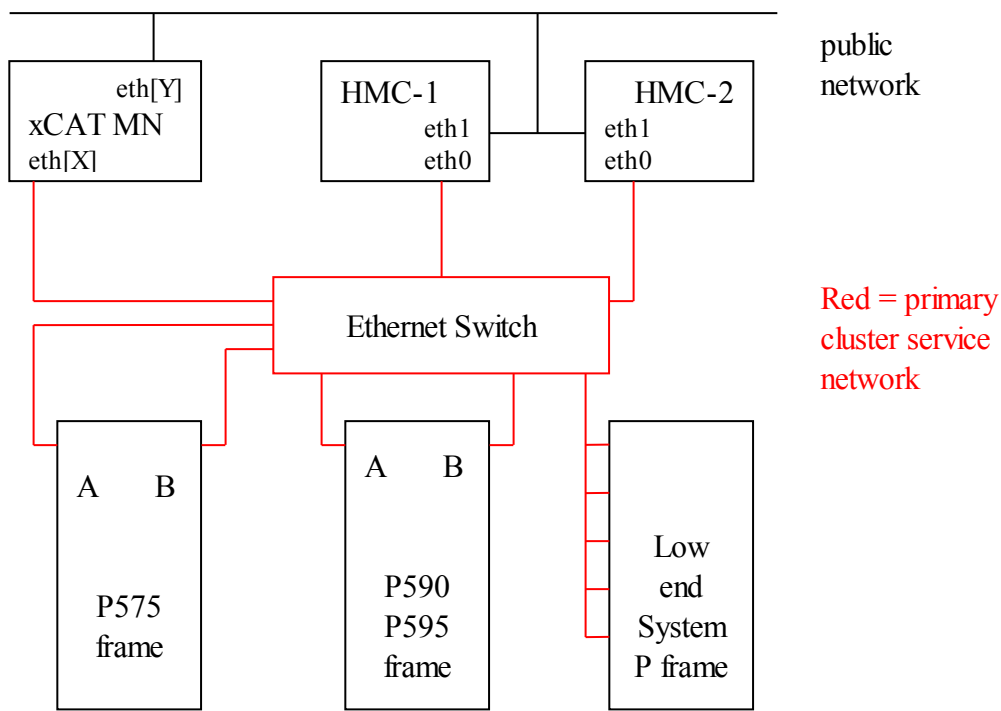 public
network
eth[Y]
xCAT MN
eth[X]
HMC-1
eth1
eth0
HMC-2
eth1
eth0
Ethernet Switch
Red = primary
cluster service
network
A B
P575
frame
A B
P590
P595
frame
Low
end
System
P frame